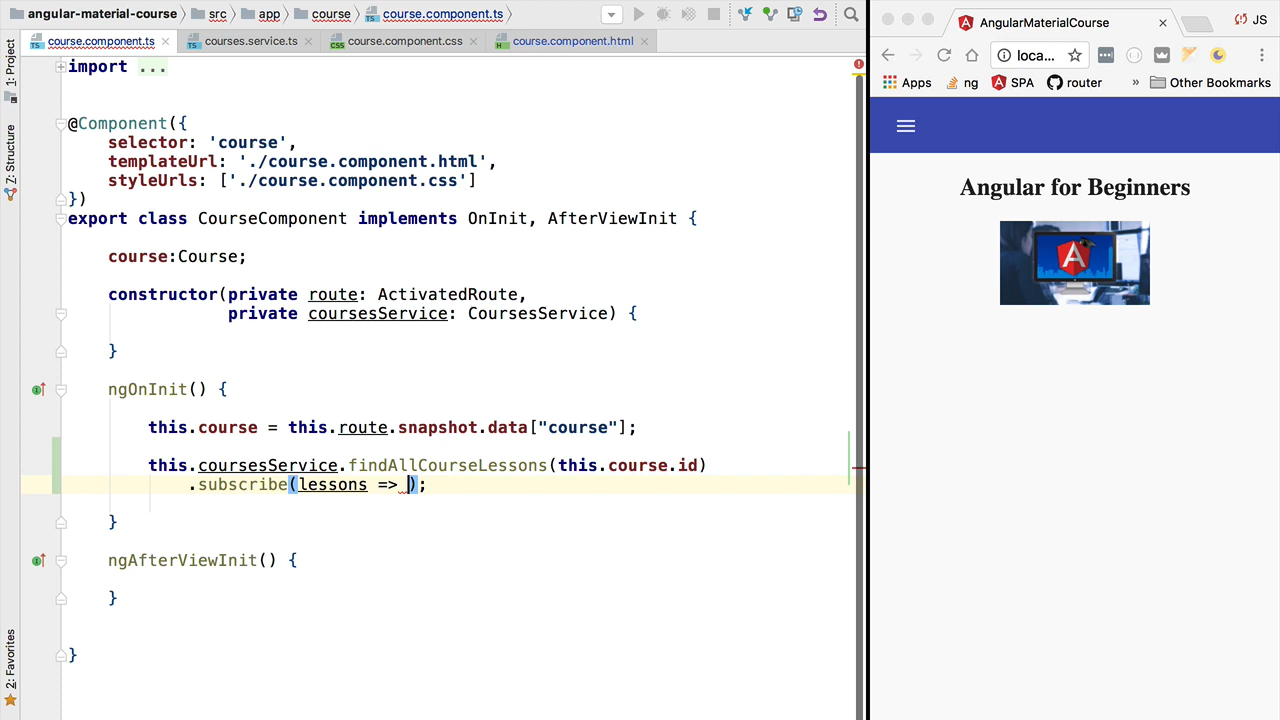 angular-material-course src app course course.component.ts
course.component.ts courses.service.ts course.component.css course.component.html
1: Project
Z: Structure
2: Favorites
import ...
@Component({
selector: 'course',
templateUrl: './course.component.html',
styleUrls: ['./course.component.css']
})
export class CourseComponent implements OnInit, AfterViewInit {
course:Course;
constructor(private route: ActivatedRoute,
private coursesService: CoursesService) {
}
ngOnInit() {
this.course = this.route.snapshot.data["course"];
this.coursesService.findAllCourseLessons(this.course.id)
.subscribe(lessons => );
}
ngAfterViewInit() {
}
}
AngularMaterialCourse JS
loca...
Apps ng SPA router » Other Bookmarks
Angular for Beginners
A